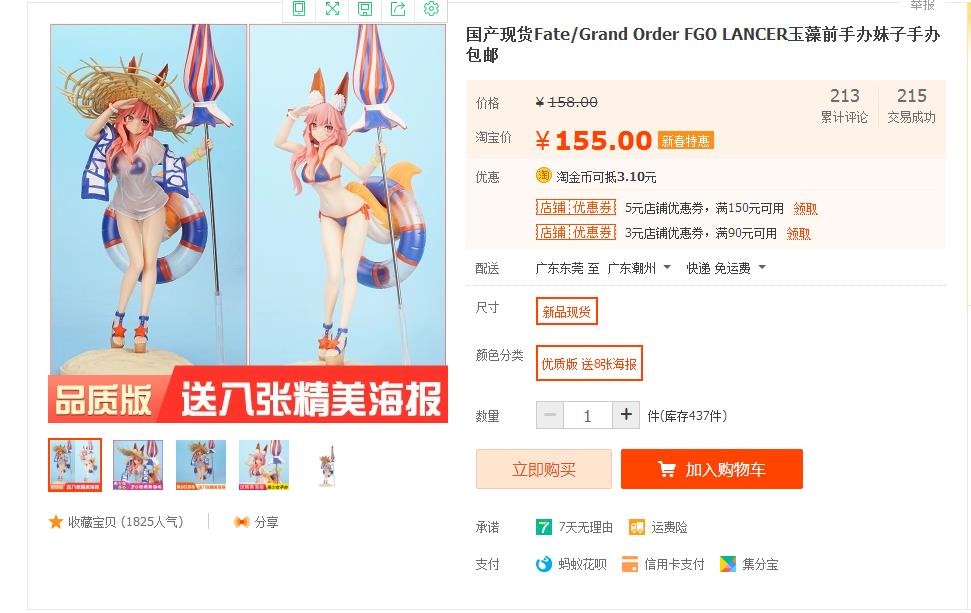 举报
国产现货Fate/Grand Order FGO LANCER玉藻前手办妹子手办
包邮
价格 ¥ 158.00
213 累计评论
215 交易成功
淘宝价 ¥ 155.00 新春特惠
优惠 淘 淘金币可抵3.10元
店铺 优惠券 5元店铺优惠券，满150元可用 领取
店铺 优惠券 3元店铺优惠券，满90元可用 领取
配送 广东东莞 至 广东潮州 快递 免运费
尺寸 新品现货
颜色分类 优质版 送8张海报
数量 − 1 + 件(库存437件)
立即购买 加入购物车
承诺 7 7天无理由 运费险
支付 蚂蚁花呗 信用卡支付 集分宝
品质版 送八张精美海报
收藏宝贝 (1825人气) 分享